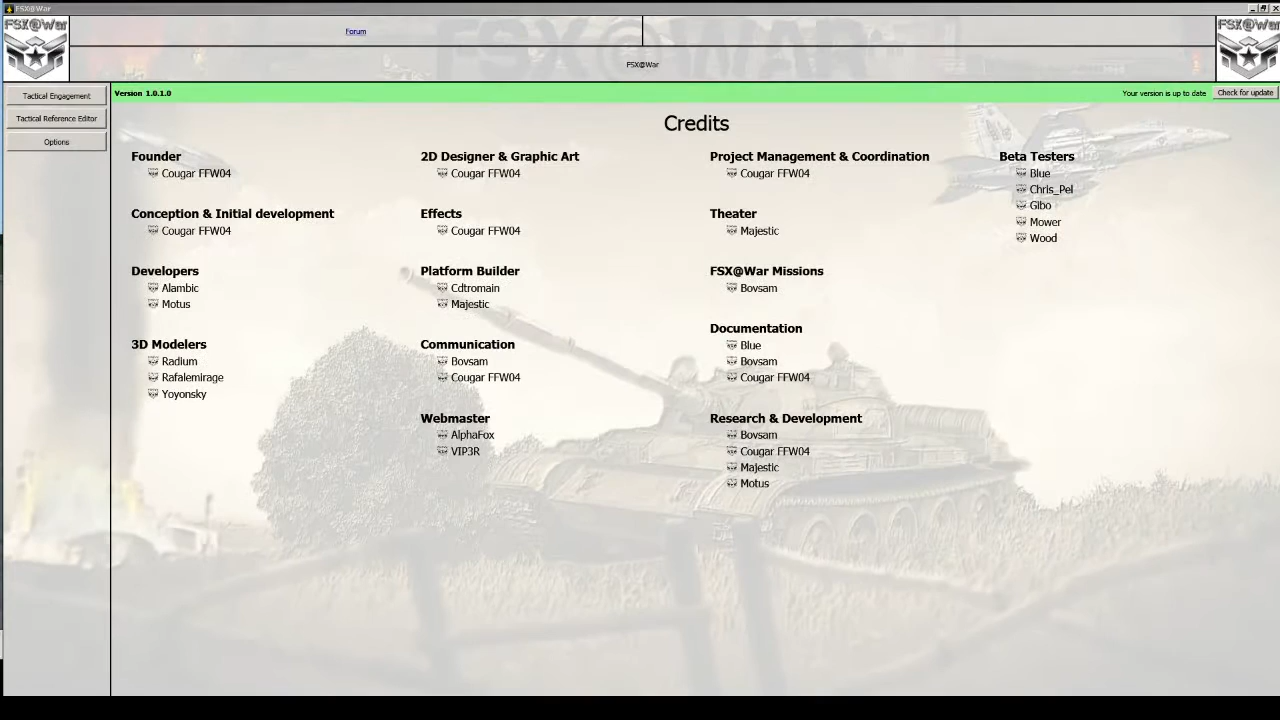 FSX@War
FSX@War
FSX@War
Forum
FSX@WAR
FSX@War
Tactical Engagement
Tactical Reference Editor
Options
Version 1.0.1.0
Your version is up to date
Check for update
Credits
Founder
Cougar FFW04
Conception & Initial development
Cougar FFW04
Developers
Alambic
Motus
3D Modelers
Radium
Rafalemirage
Yoyonsky
2D Designer & Graphic Art
Cougar FFW04
Effects
Cougar FFW04
Platform Builder
Cdtromain
Majestic
Communication
Bovsam
Cougar FFW04
Webmaster
AlphaFox
VIP3R
Project Management & Coordination
Cougar FFW04
Theater
Majestic
FSX@War Missions
Bovsam
Documentation
Blue
Bovsam
Cougar FFW04
Research & Development
Bovsam
Cougar FFW04
Majestic
Motus
Beta Testers
Blue
Chris_Pel
Gibo
Mower
Wood